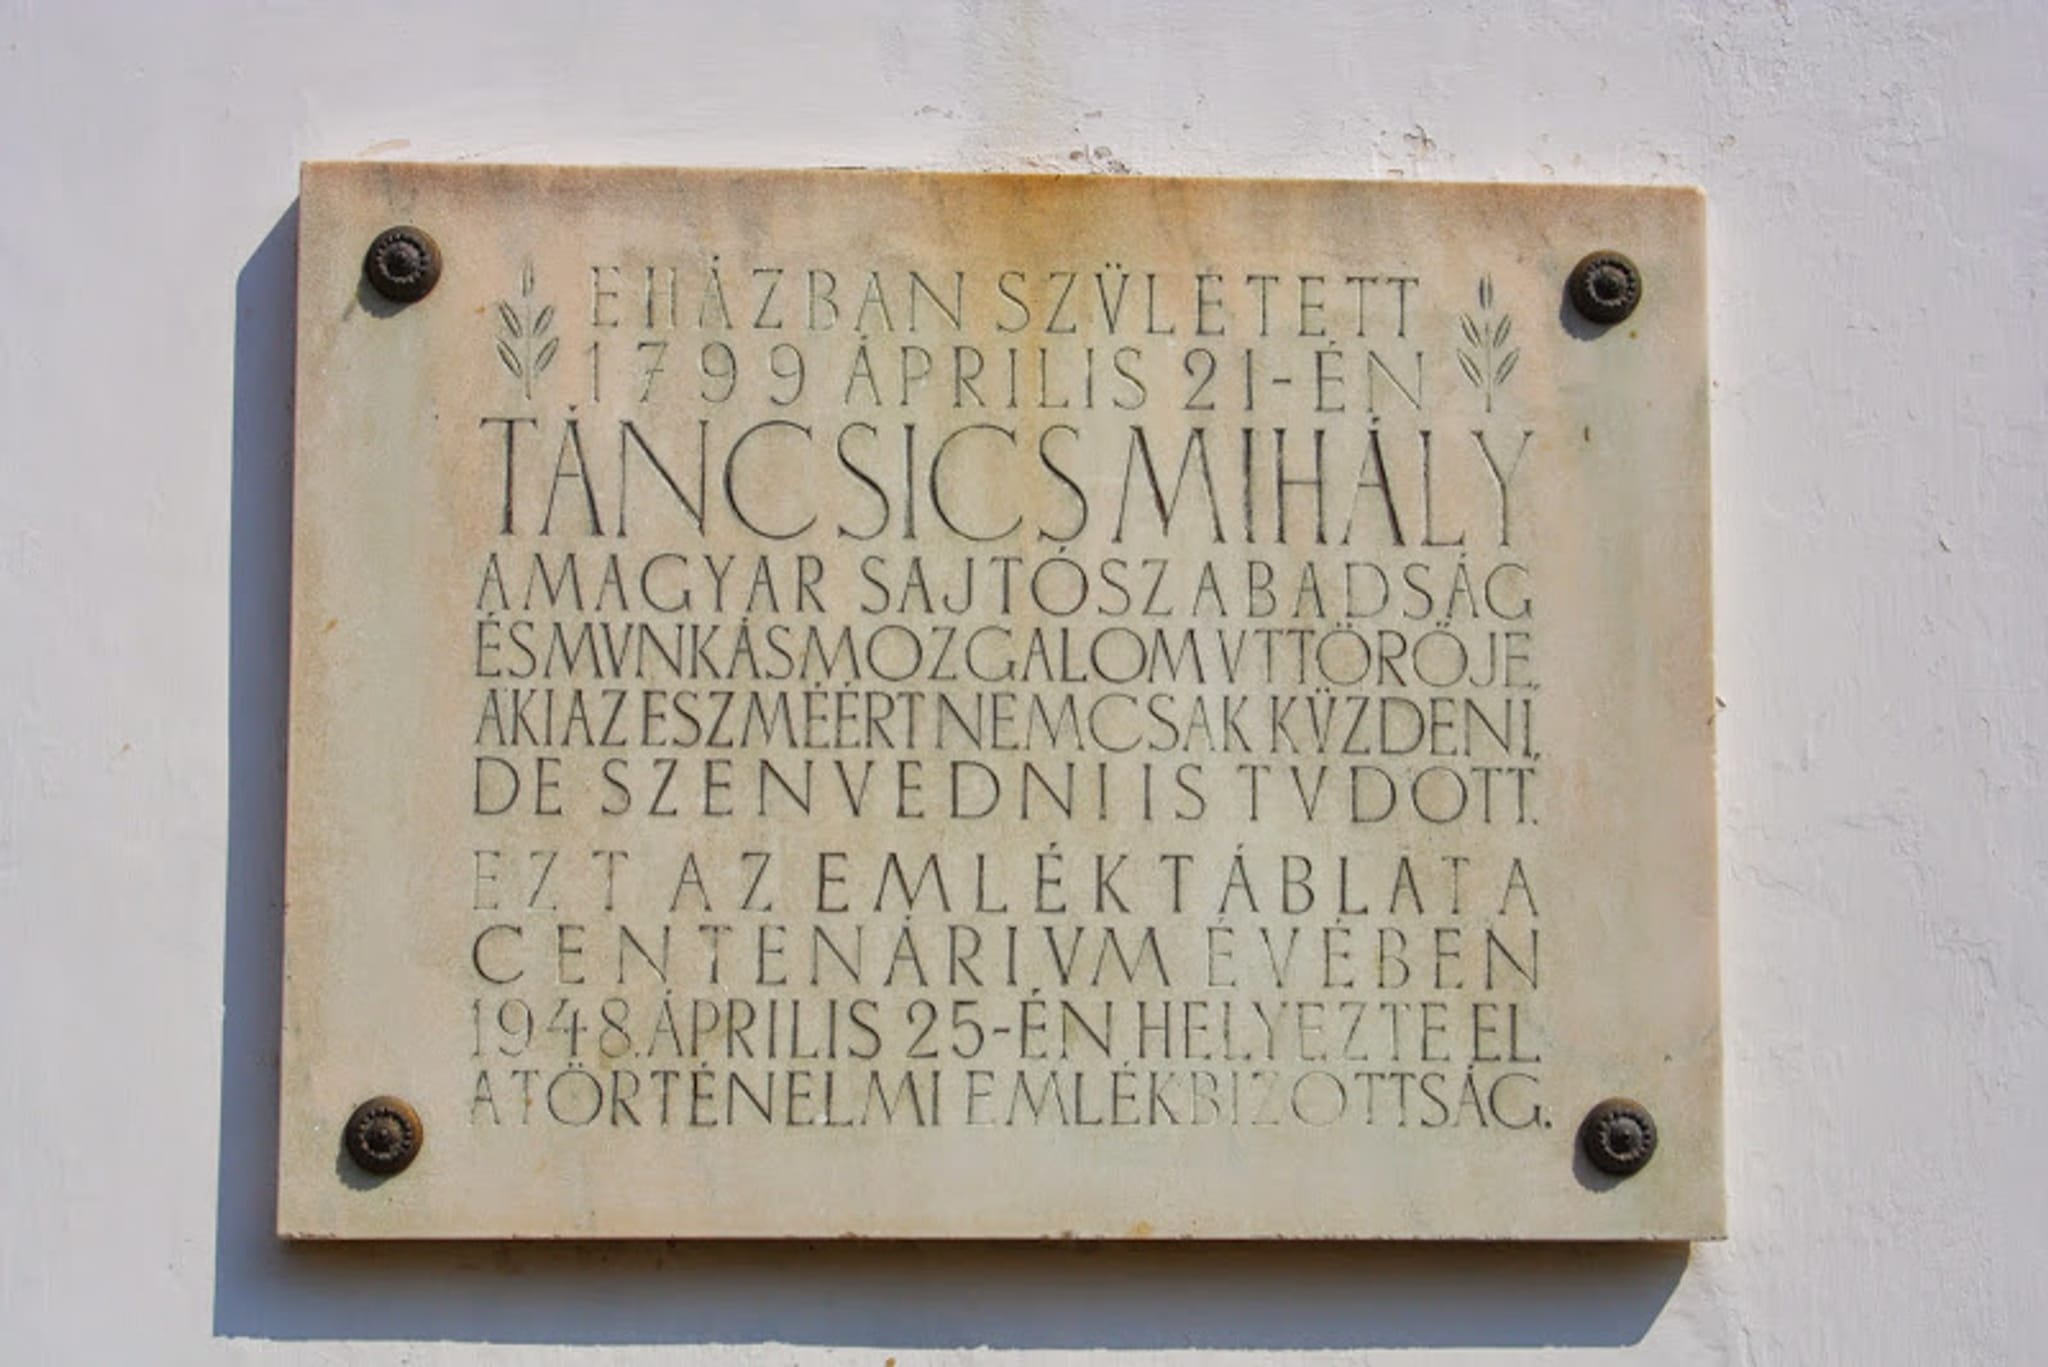 E HÁZBAN SZVLETETT
1799 ÁPRILIS 21-ÉN
TÁNCSICS MIHÁLY
A MAGYAR SAJTÓSZABADSÁG
ÉS MVNKÁSMOZGALOM VTTÖRŐJE,
AKI AZ ESZMÉÉRT NEMCSAK KÜZDENI,
DE SZENVEDNI IS TVDOTT.
EZT AZ EMLÉKTÁBLÁT A
CENTENÁRIVM ÉVÉBEN
1948. ÁPRILIS 25-ÉN HELYEZTE EL
A TÖRTÉNELMI EMLÉKBIZOTTSÁG.